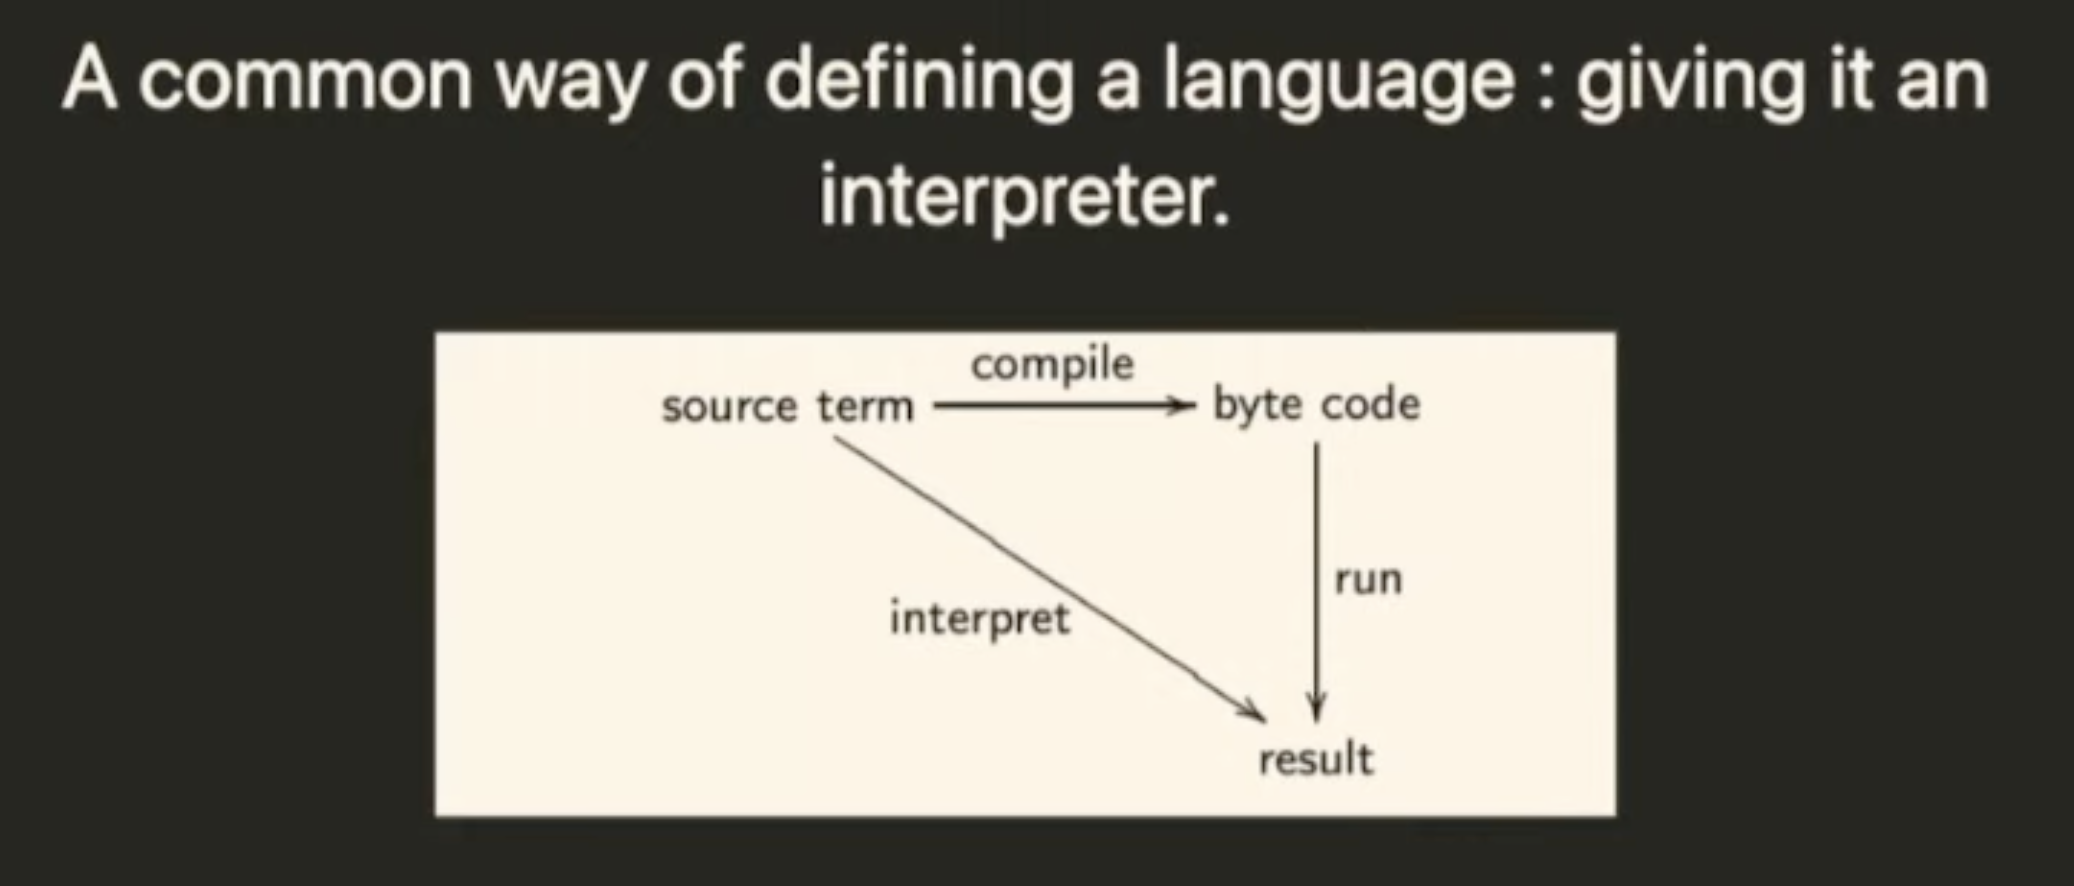 A common way of defining a language : giving it an
interpreter.
compile
source term
byte code
run
interpret
result